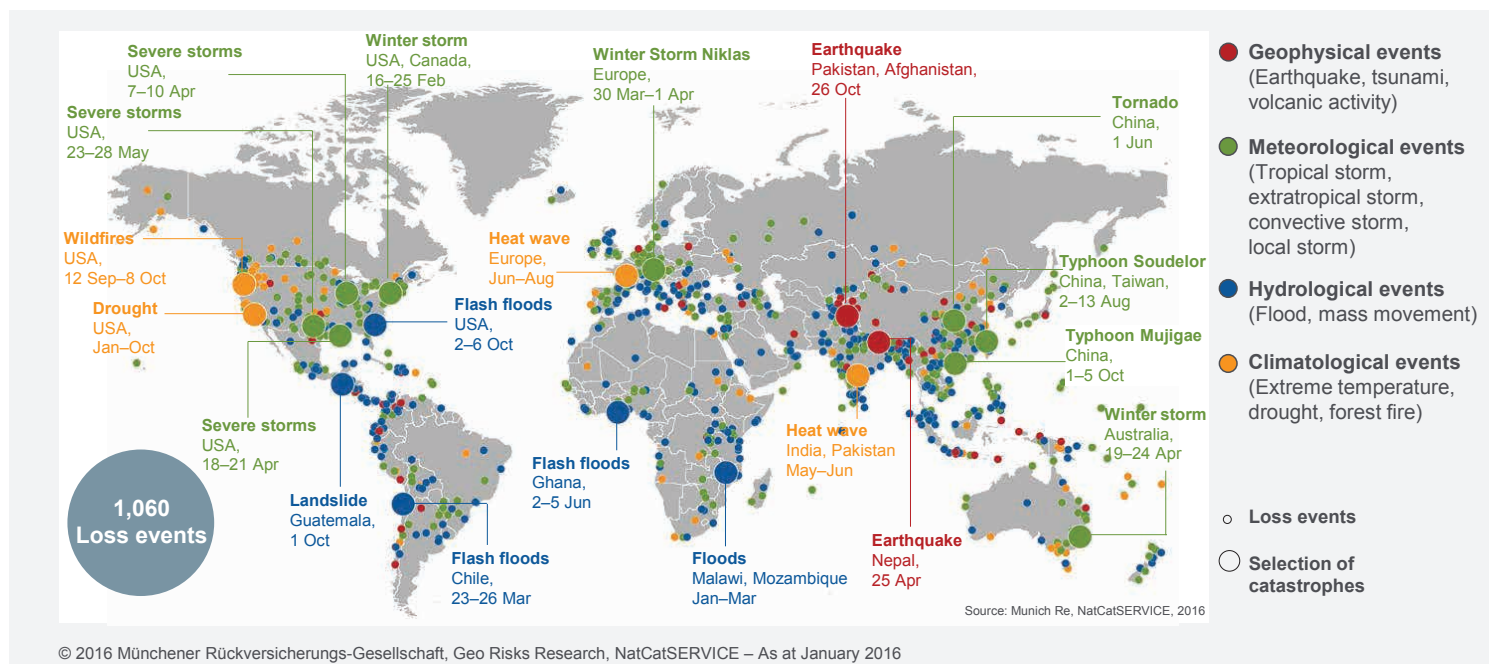 Severe storms
USA,
7–10 Apr
Winter storm
USA, Canada,
16–25 Feb
Winter Storm Niklas
Europe,
30 Mar–1 Apr
Earthquake
Pakistan, Afghanistan,
26 Oct
Tornado
China,
1 Jun
Severe storms
USA,
23–28 May
Wildfires
USA,
12 Sep–8 Oct
Drought
USA,
Jan–Oct
Heat wave
Europe,
Jun–Aug
Flash floods
USA,
2–6 Oct
Typhoon Soudelor
China, Taiwan,
2–13 Aug
Typhoon Mujigae
China,
1–5 Oct
Severe storms
USA,
18–21 Apr
Landslide
Guatemala,
1 Oct
Flash floods
Chile,
23–26 Mar
Flash floods
Ghana,
2–5 Jun
Floods
Malawi, Mozambique
Jan–Mar
Heat wave
India, Pakistan
May–Jun
Earthquake
Nepal,
25 Apr
Winter storm
Australia,
19–24 Apr
1,060
Loss events
Source: Munich Re, NatCatSERVICE, 2016
Geophysical events
(Earthquake, tsunami,
volcanic activity)
Meteorological events
(Tropical storm,
extratropical storm,
convective storm,
local storm)
Hydrological events
(Flood, mass movement)
Climatological events
(Extreme temperature,
drought, forest fire)
Loss events
Selection of
catastrophes
© 2016 Münchener Rückversicherungs-Gesellschaft, Geo Risks Research, NatCatSERVICE – As at January 2016